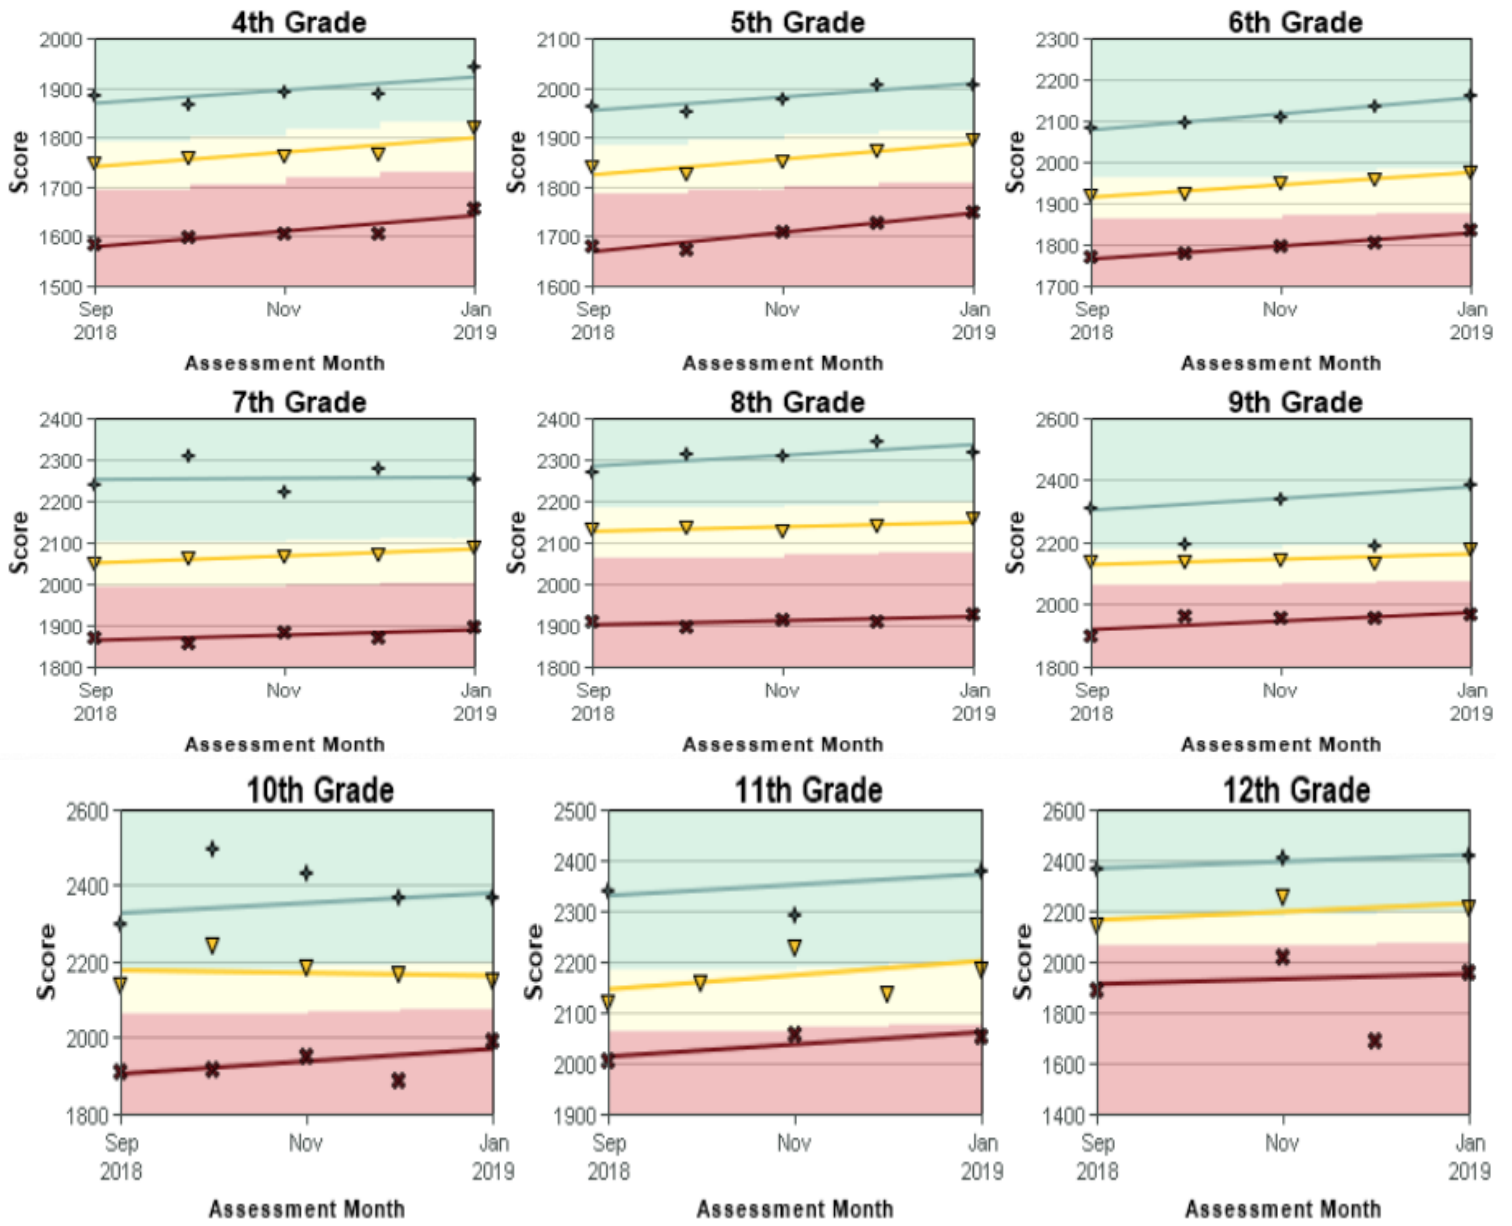 4th Grade
2000
1900
1800
1700
1600
1500
Score
Sep
2018
Nov
Jan
2019
Assessment Month
5th Grade
2100
2000
1900
1800
1700
1600
Score
Sep
2018
Nov
Jan
2019
Assessment Month
6th Grade
2300
2200
2100
2000
1900
1800
1700
Score
Sep
2018
Nov
Jan
2019
Assessment Month
7th Grade
2400
2300
2200
2100
2000
1900
1800
Score
Sep
2018
Nov
Jan
2019
Assessment Month
8th Grade
2400
2300
2200
2100
2000
1900
1800
Score
Sep
2018
Nov
Jan
2019
Assessment Month
9th Grade
2600
2400
2200
2000
1800
Score
Sep
2018
Nov
Jan
2019
Assessment Month
10th Grade
2600
2400
2200
2000
1800
Score
Sep
2018
Nov
Jan
2019
Assessment Month
11th Grade
2500
2400
2300
2200
2100
2000
1900
Score
Sep
2018
Nov
Jan
2019
Assessment Month
12th Grade
2600
2400
2200
2000
1800
1600
1400
Score
Sep
2018
Nov
Jan
2019
Assessment Month